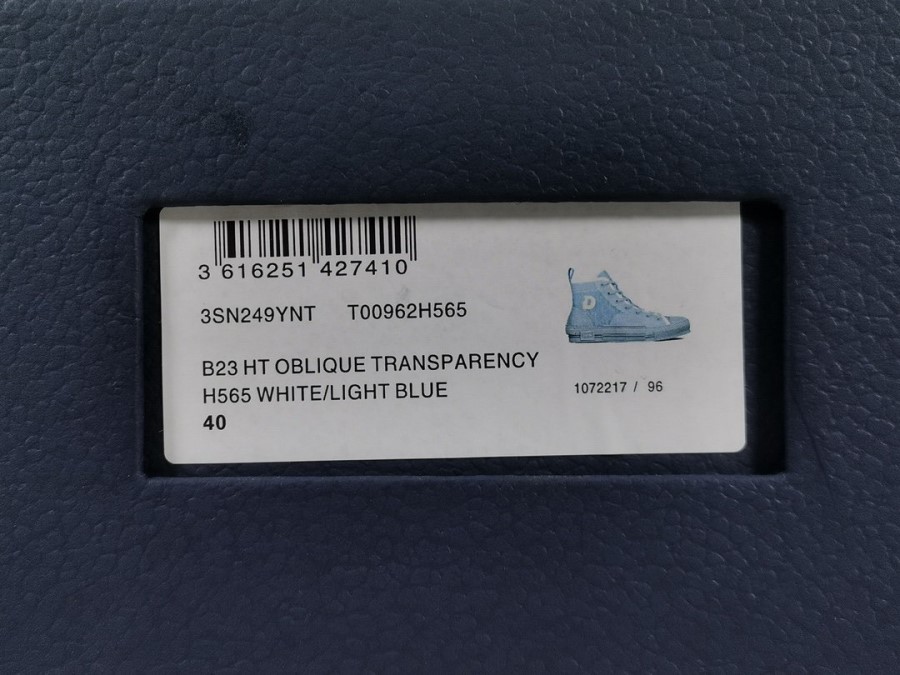 3 616251 427410
3SN249YNT T00962H565
B23 HT OBLIQUE TRANSPARENCY
H565 WHITE/LIGHT BLUE
40
1072217 / 96